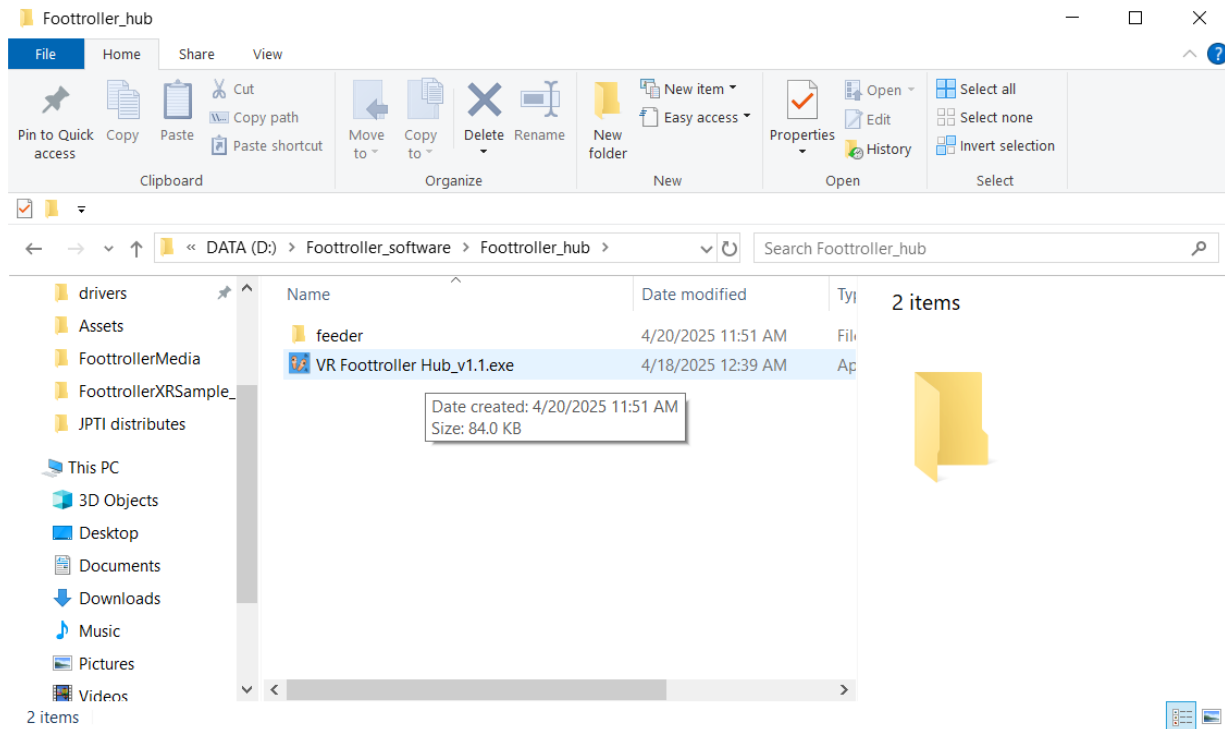 Foottroller_hub
File Home Share View
Pin to Quick access
Copy
Paste
Cut
Copy path
Paste shortcut
Clipboard
Move to
Copy to
Delete
Rename
Organize
New folder
New item
Easy access
New
Properties
Open
Edit
History
Open
Select all
Select none
Invert selection
Select
« DATA (D:) > Foottroller_software > Foottroller_hub >
Search Foottroller_hub
drivers
Assets
FoottrollerMedia
FoottrollerXRSample_
JPTI distributes
This PC
3D Objects
Desktop
Documents
Downloads
Music
Pictures
Videos
Name Date modified Ty
feeder 4/20/2025 11:51 AM File
VR Foottroller Hub_v1.1.exe 4/18/2025 12:39 AM Ap
Date created: 4/20/2025 11:51 AM
Size: 84.0 KB
2 items
2 items